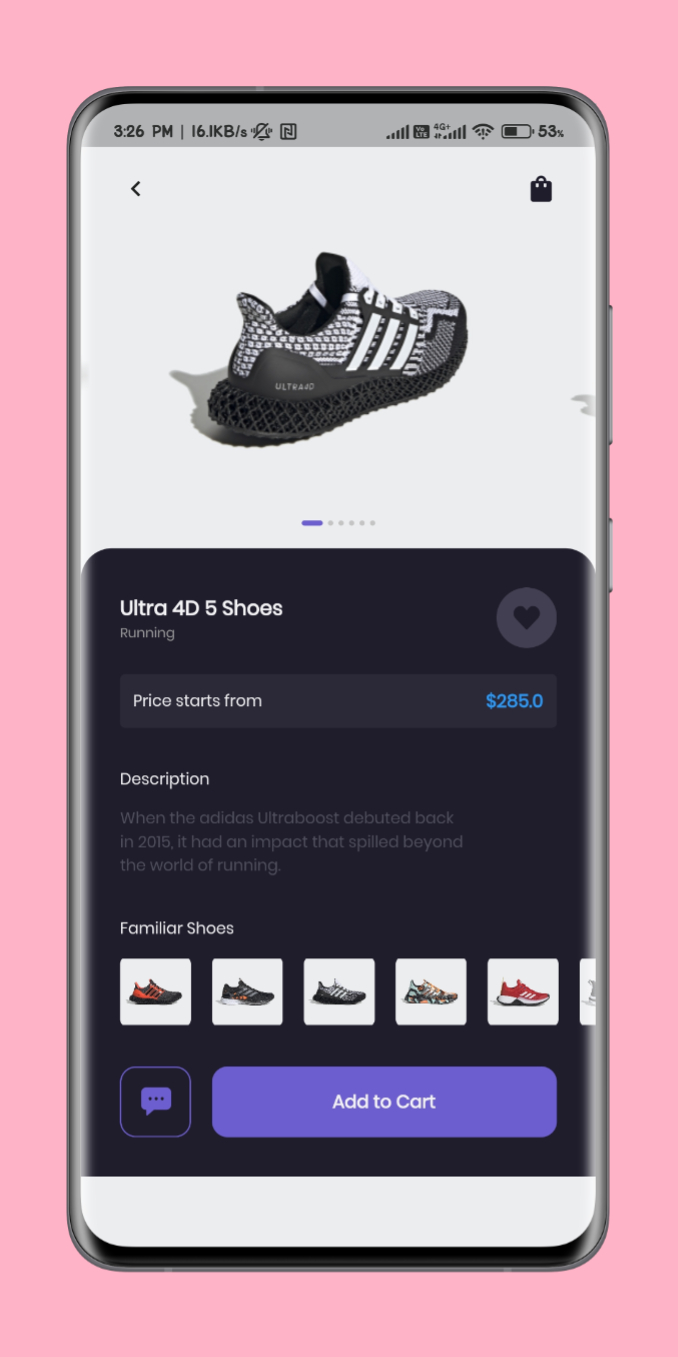 3:26 PM | 16.1KB/s
4G+
53%
ULTRA4D
Ultra 4D 5 Shoes
Running
Price starts from
$285.0
Description
When the adidas Ultraboost debuted back
in 2015, it had an impact that spilled beyond
the world of running.
Familiar Shoes
Add to Cart